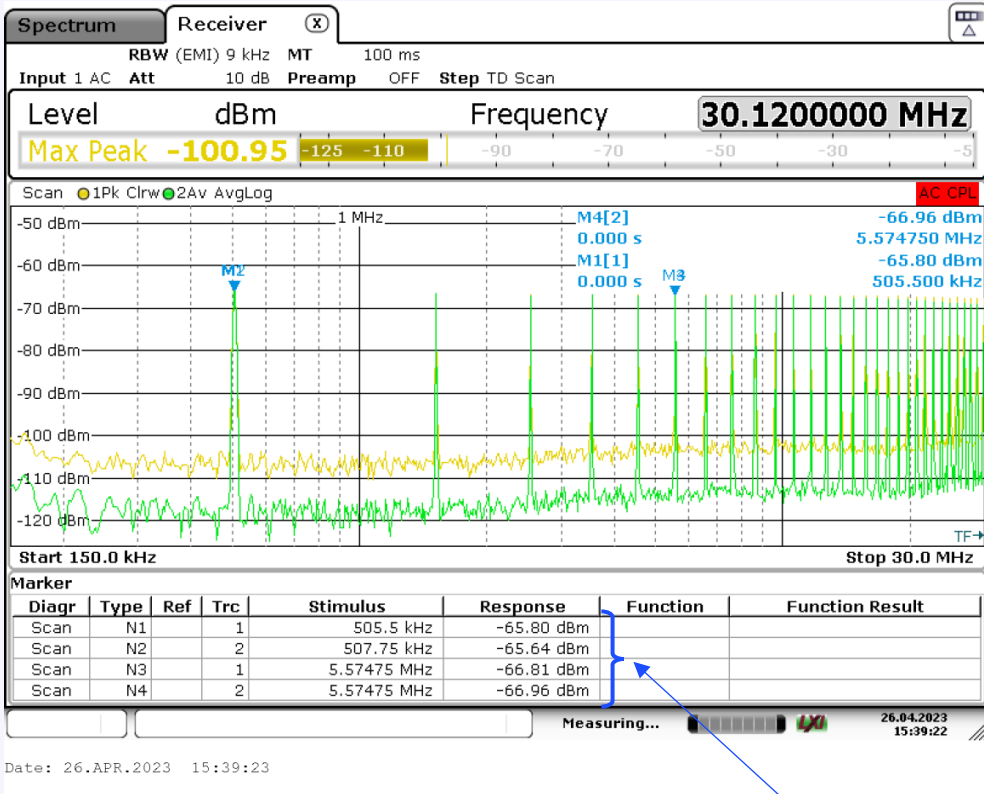 Spectrum Receiver X
RBW (EMI) 9 kHz MT 100 ms
Input 1 AC Att 10 dB Preamp OFF Step TD Scan
Level dBm Frequency 30.1200000 MHz
Max Peak -100.95 -125 -110 -90 -70 -50 -30 -5
Scan 1Pk Clrw 2Av AvgLog AC CPL
-50 dBm 1 MHz M4[2] -66.96 dBm
0.000 s 5.574750 MHz
-60 dBm M1[1] -65.80 dBm
M2 0.000 s M3 505.500 kHz
-70 dBm
-80 dBm
-90 dBm
-100 dBm
-110 dBm
-120 dBm
TF
Start 150.0 kHz Stop 30.0 MHz
Marker
Diagr Type Ref Trc Stimulus Response Function Function Result
Scan N1 1 505.5 kHz -65.80 dBm
Scan N2 2 507.75 kHz -65.64 dBm
Scan N3 1 5.57475 MHz -66.81 dBm
Scan N4 2 5.57475 MHz -66.96 dBm
Measuring... LXI 26.04.2023
15:39:22
Date: 26.APR.2023 15:39:23